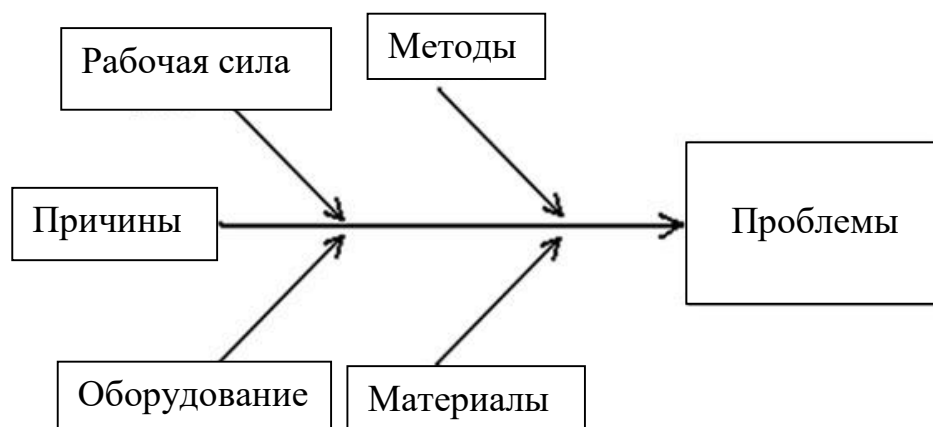 Рабочая сила
Методы
Причины
Проблемы
Оборудование
Материалы